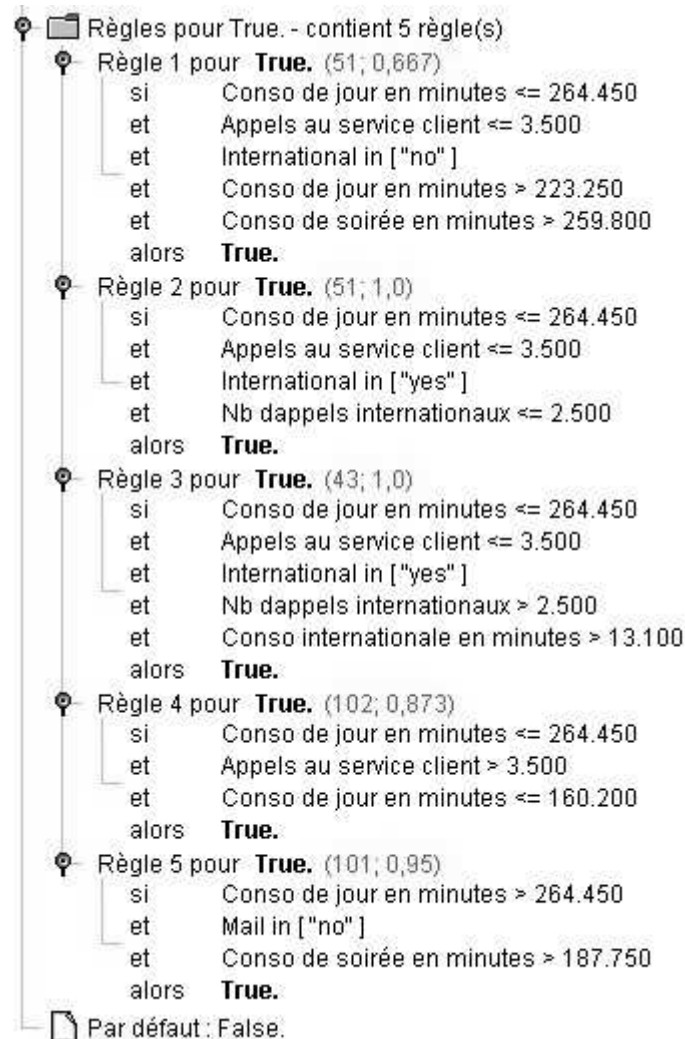 Règles pour True. - contient 5 règle(s)
Règle 1 pour True. (51; 0,667)
si Conso de jour en minutes <= 264.450
et Appels au service client <= 3.500
et International in [ "no" ]
et Conso de jour en minutes > 223.250
et Conso de soirée en minutes > 259.800
alors True.
Règle 2 pour True. (51; 1,0)
si Conso de jour en minutes <= 264.450
et Appels au service client <= 3.500
et International in [ "yes" ]
et Nb dappels internationaux <= 2.500
alors True.
Règle 3 pour True. (43; 1,0)
si Conso de jour en minutes <= 264.450
et Appels au service client <= 3.500
et International in [ "yes" ]
et Nb dappels internationaux > 2.500
et Conso internationale en minutes > 13.100
alors True.
Règle 4 pour True. (102; 0,873)
si Conso de jour en minutes <= 264.450
et Appels au service client > 3.500
et Conso de jour en minutes <= 160.200
alors True.
Règle 5 pour True. (101; 0,95)
si Conso de jour en minutes > 264.450
et Mail in [ "no" ]
et Conso de soirée en minutes > 187.750
alors True.
Par défaut : False.